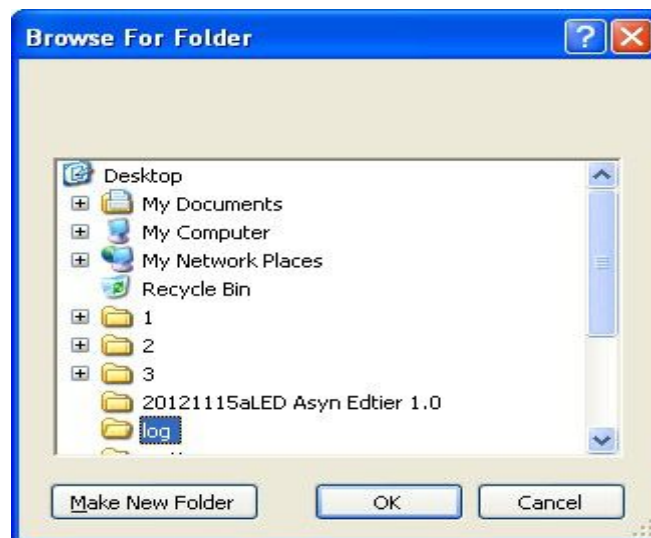 Browse For Folder
Desktop
My Documents
My Computer
My Network Places
Recycle Bin
1
2
3
20121115aLED Asyn Edtier 1.0
log
Make New Folder OK Cancel